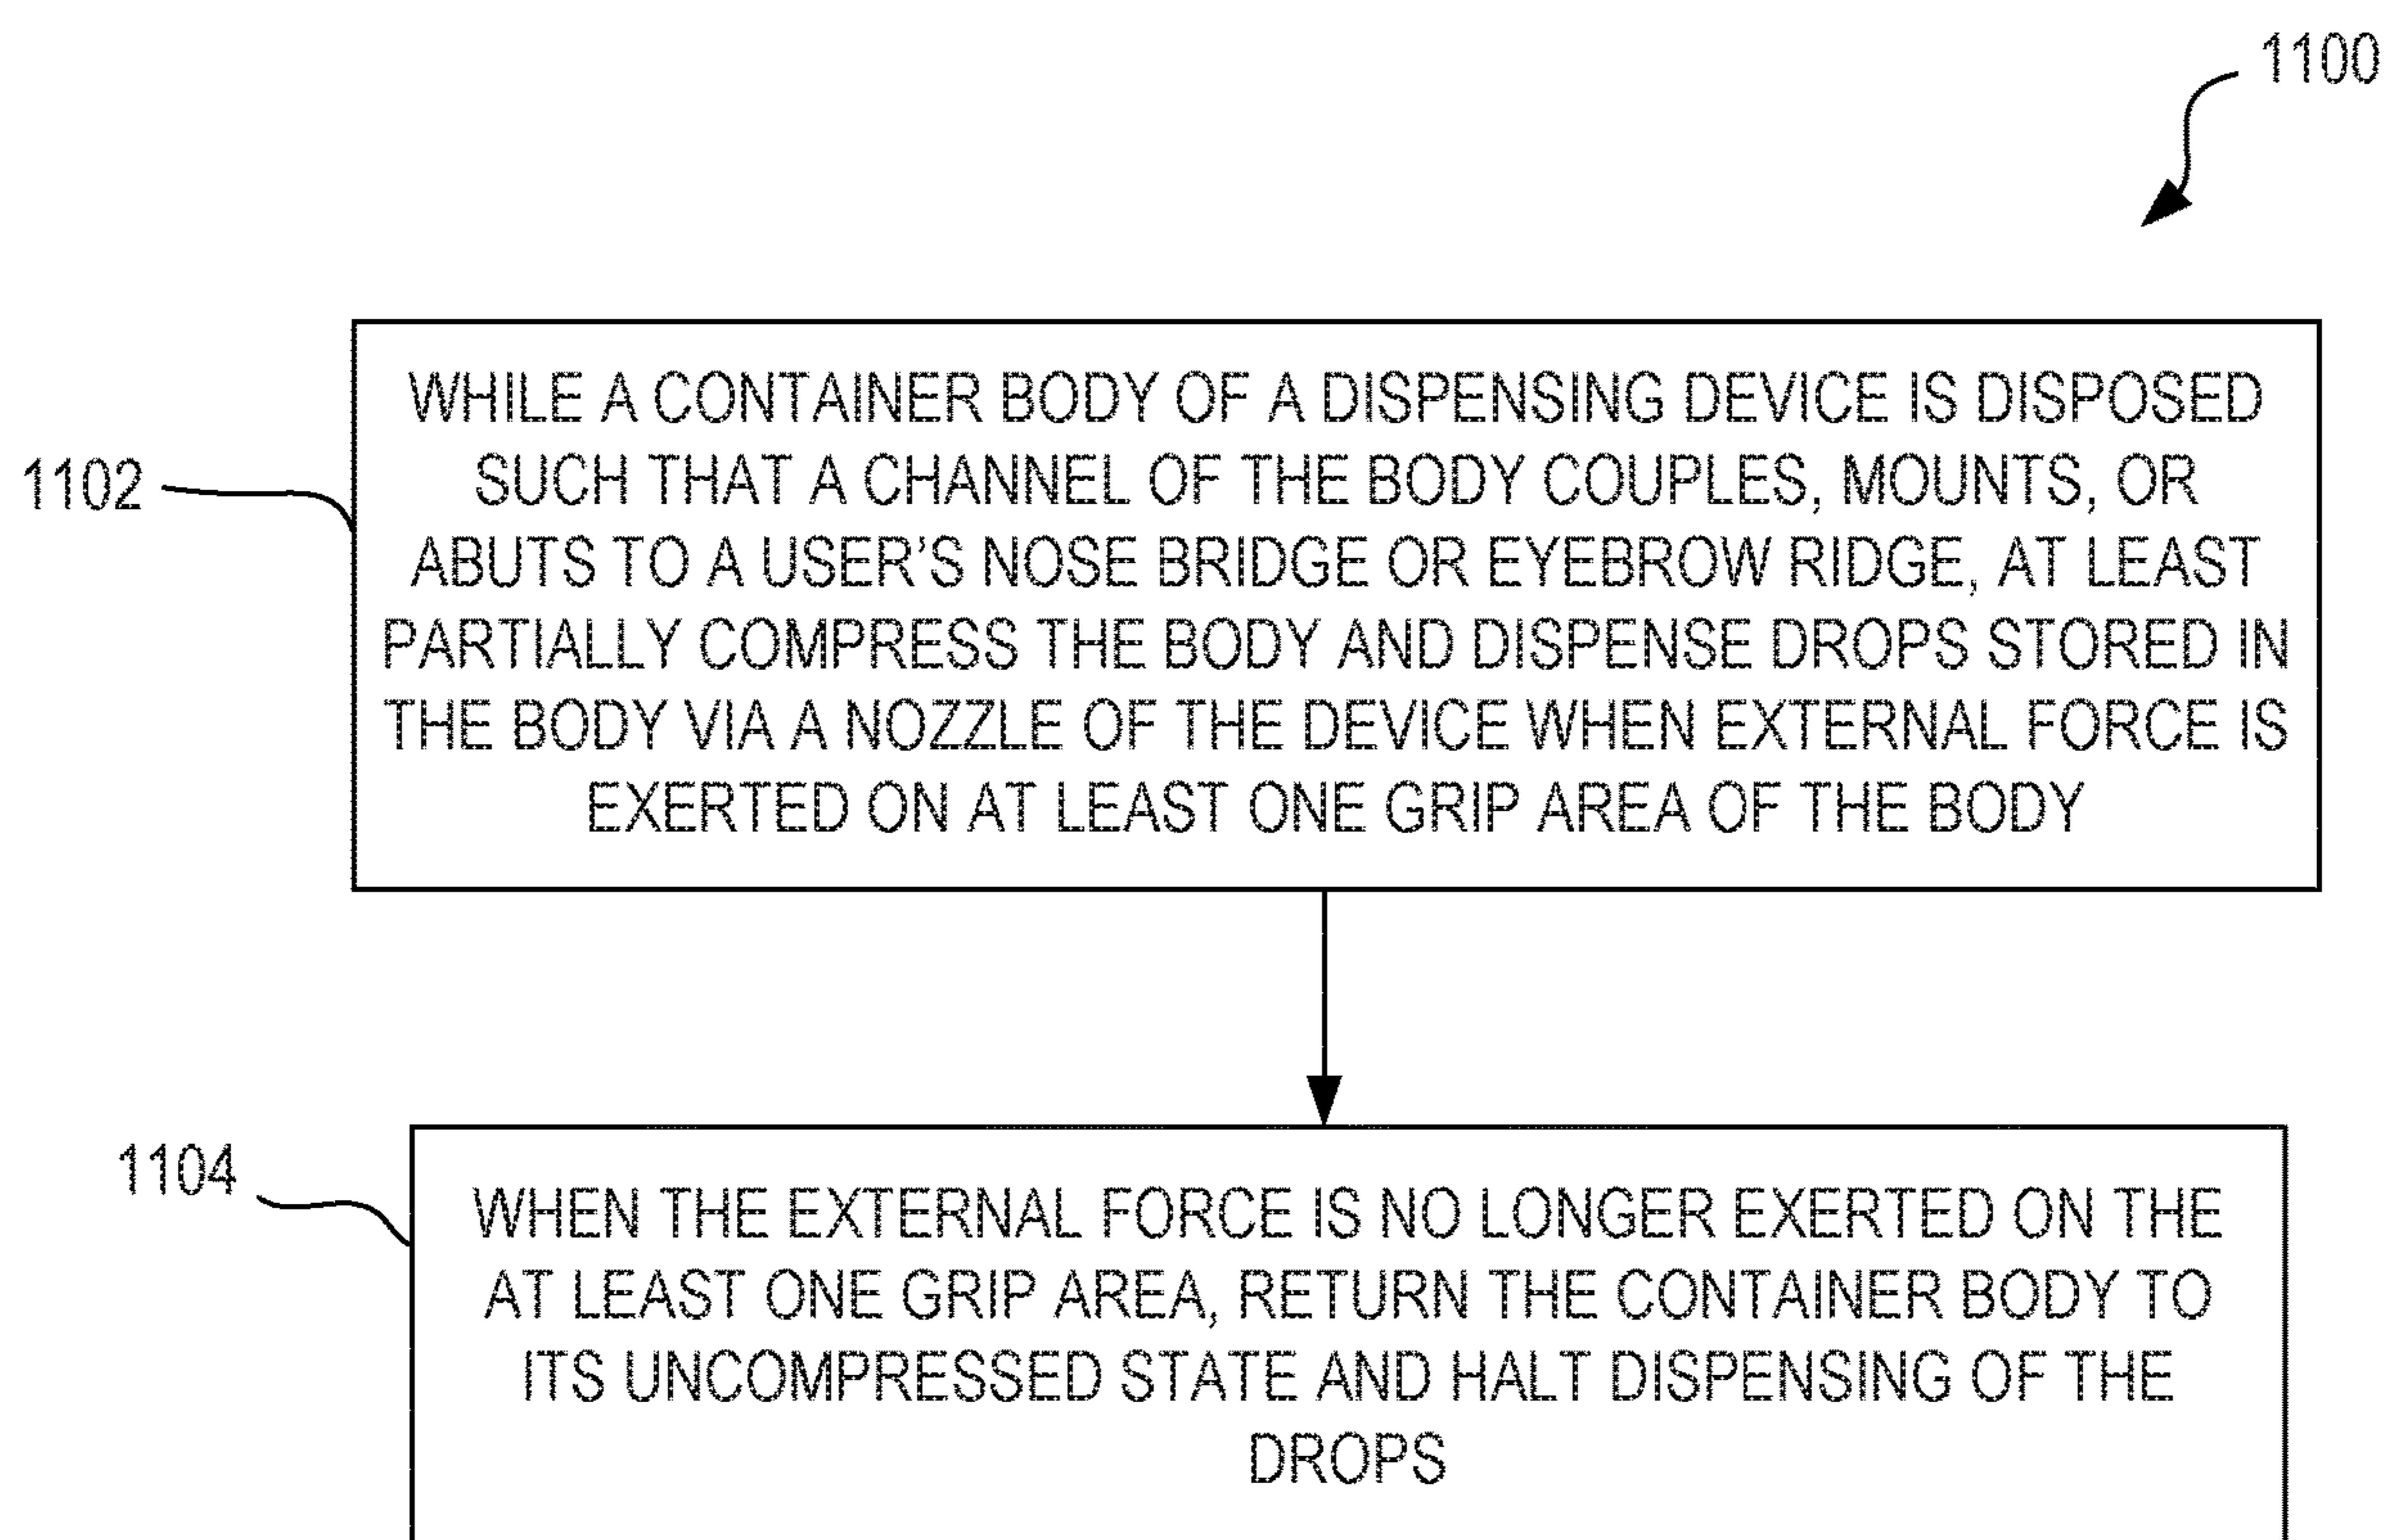 1100
1102
WHILE A CONTAINER BODY OF A DISPENSING DEVICE IS DISPOSED
SUCH THAT A CHANNEL OF THE BODY COUPLES, MOUNTS, OR
ABUTS TO A USER’S NOSE BRIDGE OR EYEBROW RIDGE, AT LEAST
PARTIALLY COMPRESS THE BODY AND DISPENSE DROPS STORED IN
THE BODY VIA A NOZZLE OF THE DEVICE WHEN EXTERNAL FORCE IS
EXERTED ON AT LEAST ONE GRIP AREA OF THE BODY
1104
WHEN THE EXTERNAL FORCE IS NO LONGER EXERTED ON THE
AT LEAST ONE GRIP AREA, RETURN THE CONTAINER BODY TO
ITS UNCOMPRESSED STATE AND HALT DISPENSING OF THE
DROPS